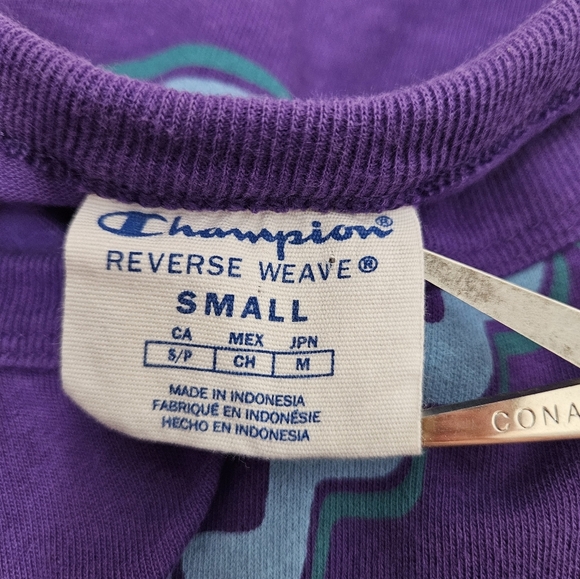 Champion®
REVERSE WEAVE®
SMALL
CA MEX JPN
S/P CH M
MADE IN INDONESIA
FABRIQUÉ EN INDONÉSIE
HECHO EN INDONESIA
CONA